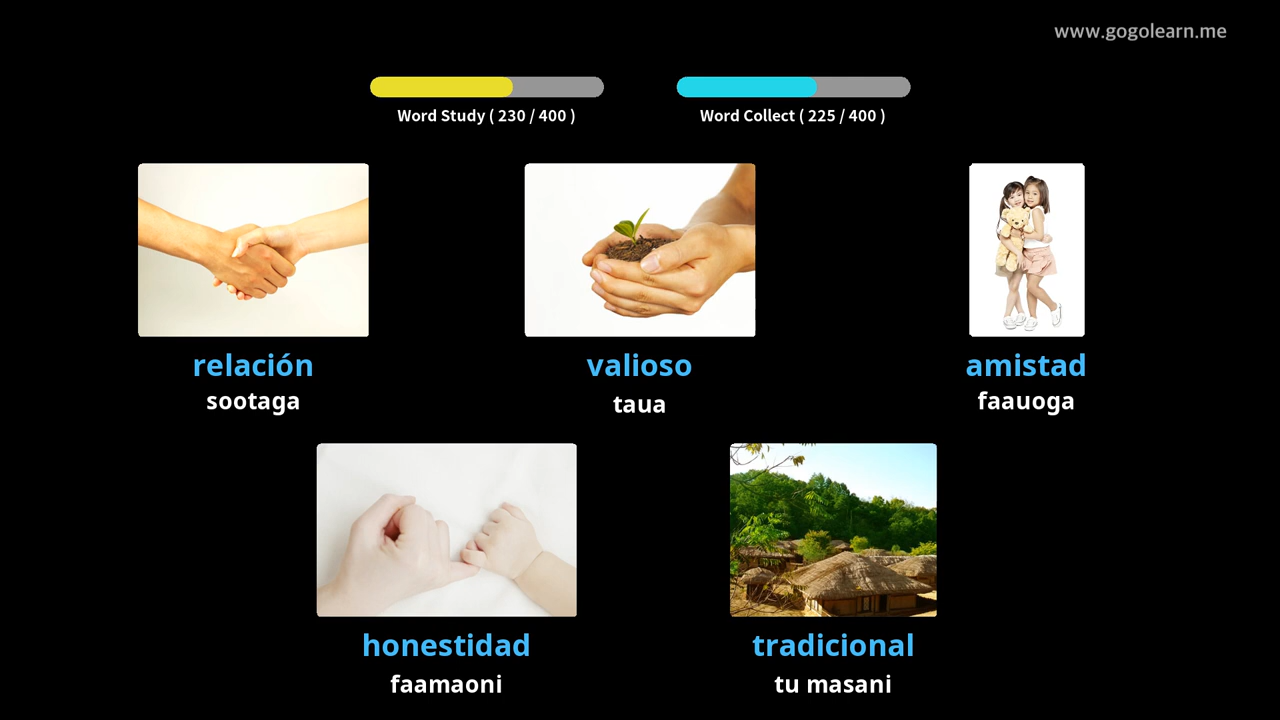 www.gogolearn.me
Word Study ( 230 / 400 )
Word Collect ( 225 / 400 )
relación
sootaga
valioso
taua
amistad
faauoga
honestidad
faamaoni
tradicional
tu masani